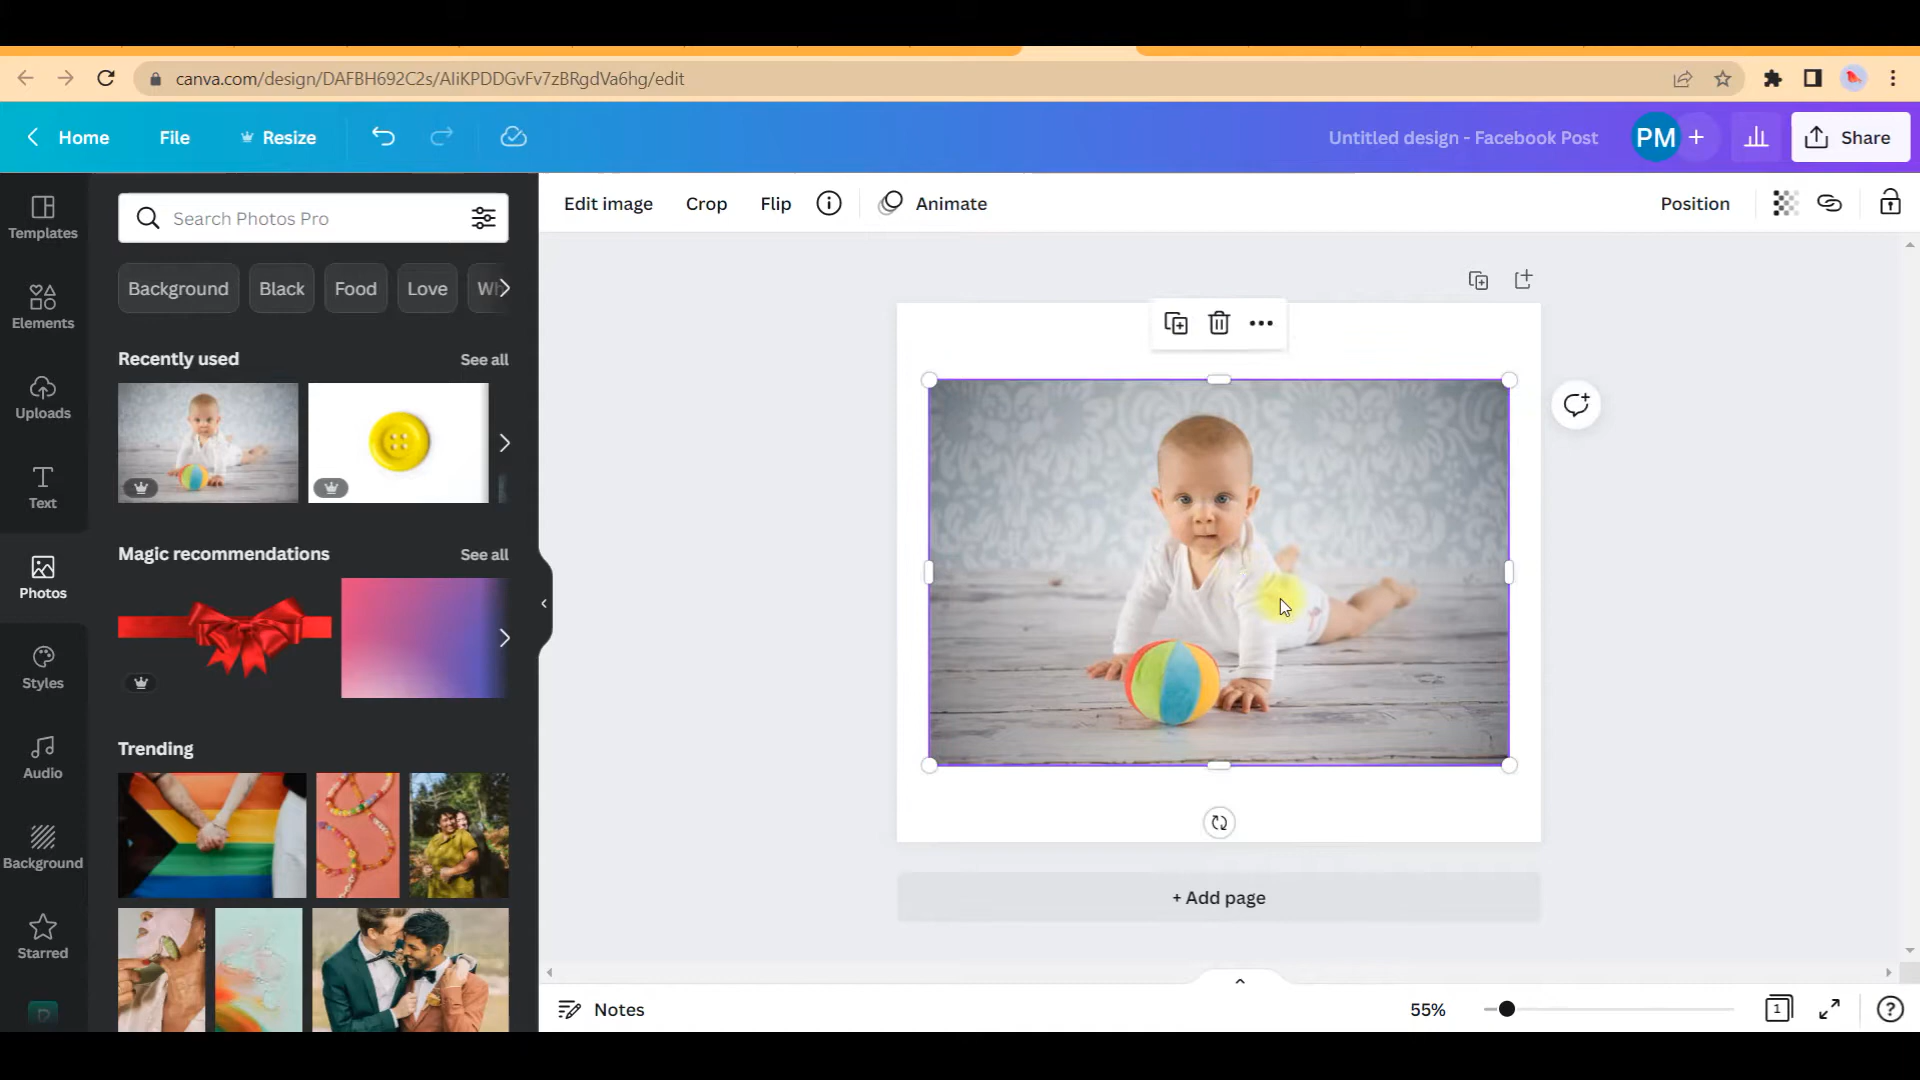 canva.com/design/DAFBH692C2s/AIiKPDDGvFv7zBRgdVa6hg/edit
Home
File
Resize
Untitled design - Facebook Post
PM
+
Share
Templates
Elements
Uploads
Text
Photos
Styles
Audio
Background
Starred
Search Photos Pro
Background
Black
Food
Love
Recently used
See all
Magic recommendations
See all
Trending
Edit image
Crop
Flip
Animate
Position
+ Add page
Notes
55%
1
?